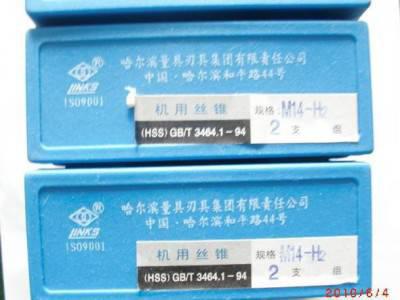 哈尔滨量具刃具集团有限责任公司
中国·哈尔滨和平路44号
®
LINKS
ISO9001
机用丝锥
规格:M14-H2
(HSS) GB/T 3464.1-94
2 支 组
哈尔滨量具刃具集团有限责任公司
中国·哈尔滨和平路44号
®
LINKS
ISO9001
机用丝锥
规格:M14-H2
(HSS) GB/T 3464.1-94
2 支 组
2010/6/4